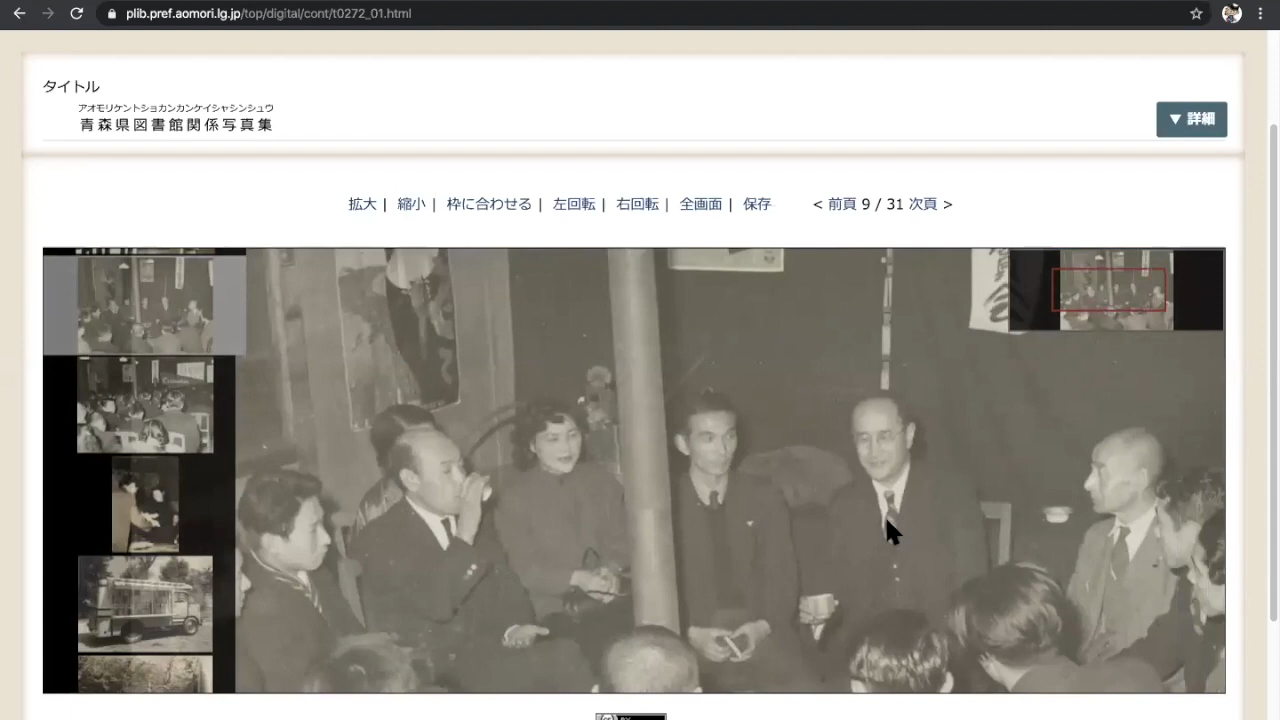 plib.pref.aomori.lg.jp/top/digital/cont/t0272_01.html
タイトル
アオモリケントショカンカンケイシャシンシュウ
青森県図書館関係写真集
▼ 詳細
拡大 | 縮小 | 枠に合わせる | 左回転 | 右回転 | 全画面 | 保存 < 前頁 9 / 31 次頁 >